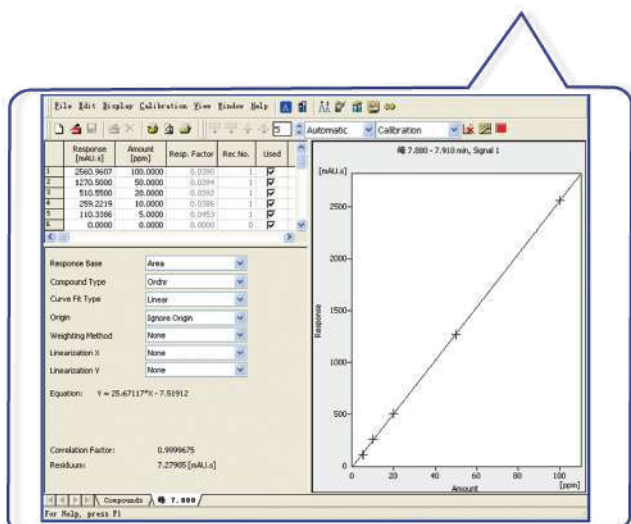 File Edit Display Calibration View Window Help
5 Automatic Calibration
Response [mAU.s] Amount [ppm] Resp. Factor Rec No. Used
1 2560.9607 100.0000 0.0390 1
2 1270.5000 50.0000 0.0394 1
3 510.5500 20.0000 0.0392 1
4 259.2219 10.0000 0.0386 1
5 110.3386 5.0000 0.0453 1
6 0.0000 0.0000 0.0000 0
Response Base Area
Compound Type Ordnr
Curve Fit Type Linear
Origin Ignore Origin
Weighting Method None
Linearization X None
Linearization Y None
Equation: Y = 25.67117*X - 7.51912
Correlation Factor: 0.9999675
Residuum: 7.27905 [mAU.s]
Compounds 峰 7.880
For Help, press F1
峰 7.880 - 7.910 min, Signal 1
[mAU.s]
2500
2000
1500
1000
500
0
Response
0 20 40 60 80 100
Amount [ppm]